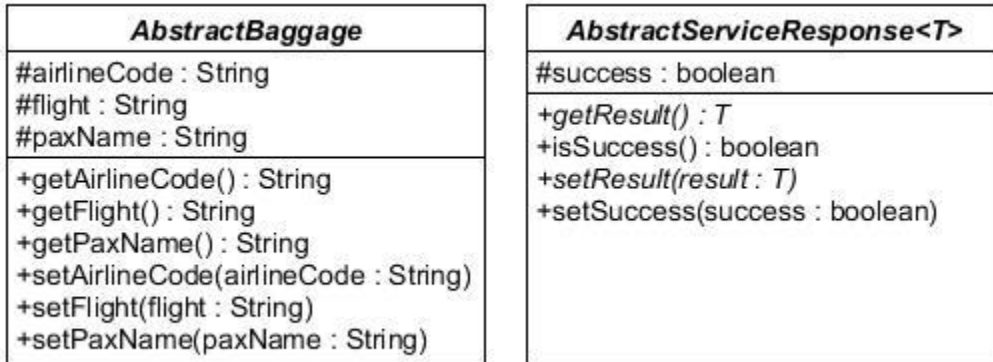 AbstractBaggage
#airlineCode : String
#flight : String
#paxName : String
+getAirlineCode() : String
+getFlight() : String
+getPaxName() : String
+setAirlineCode(airlineCode : String)
+setFlight(flight : String)
+setPaxName(paxName : String)
AbstractServiceResponse<T>
#success : boolean
+getResult() : T
+isSuccess() : boolean
+setResult(result : T)
+setSuccess(success : boolean)